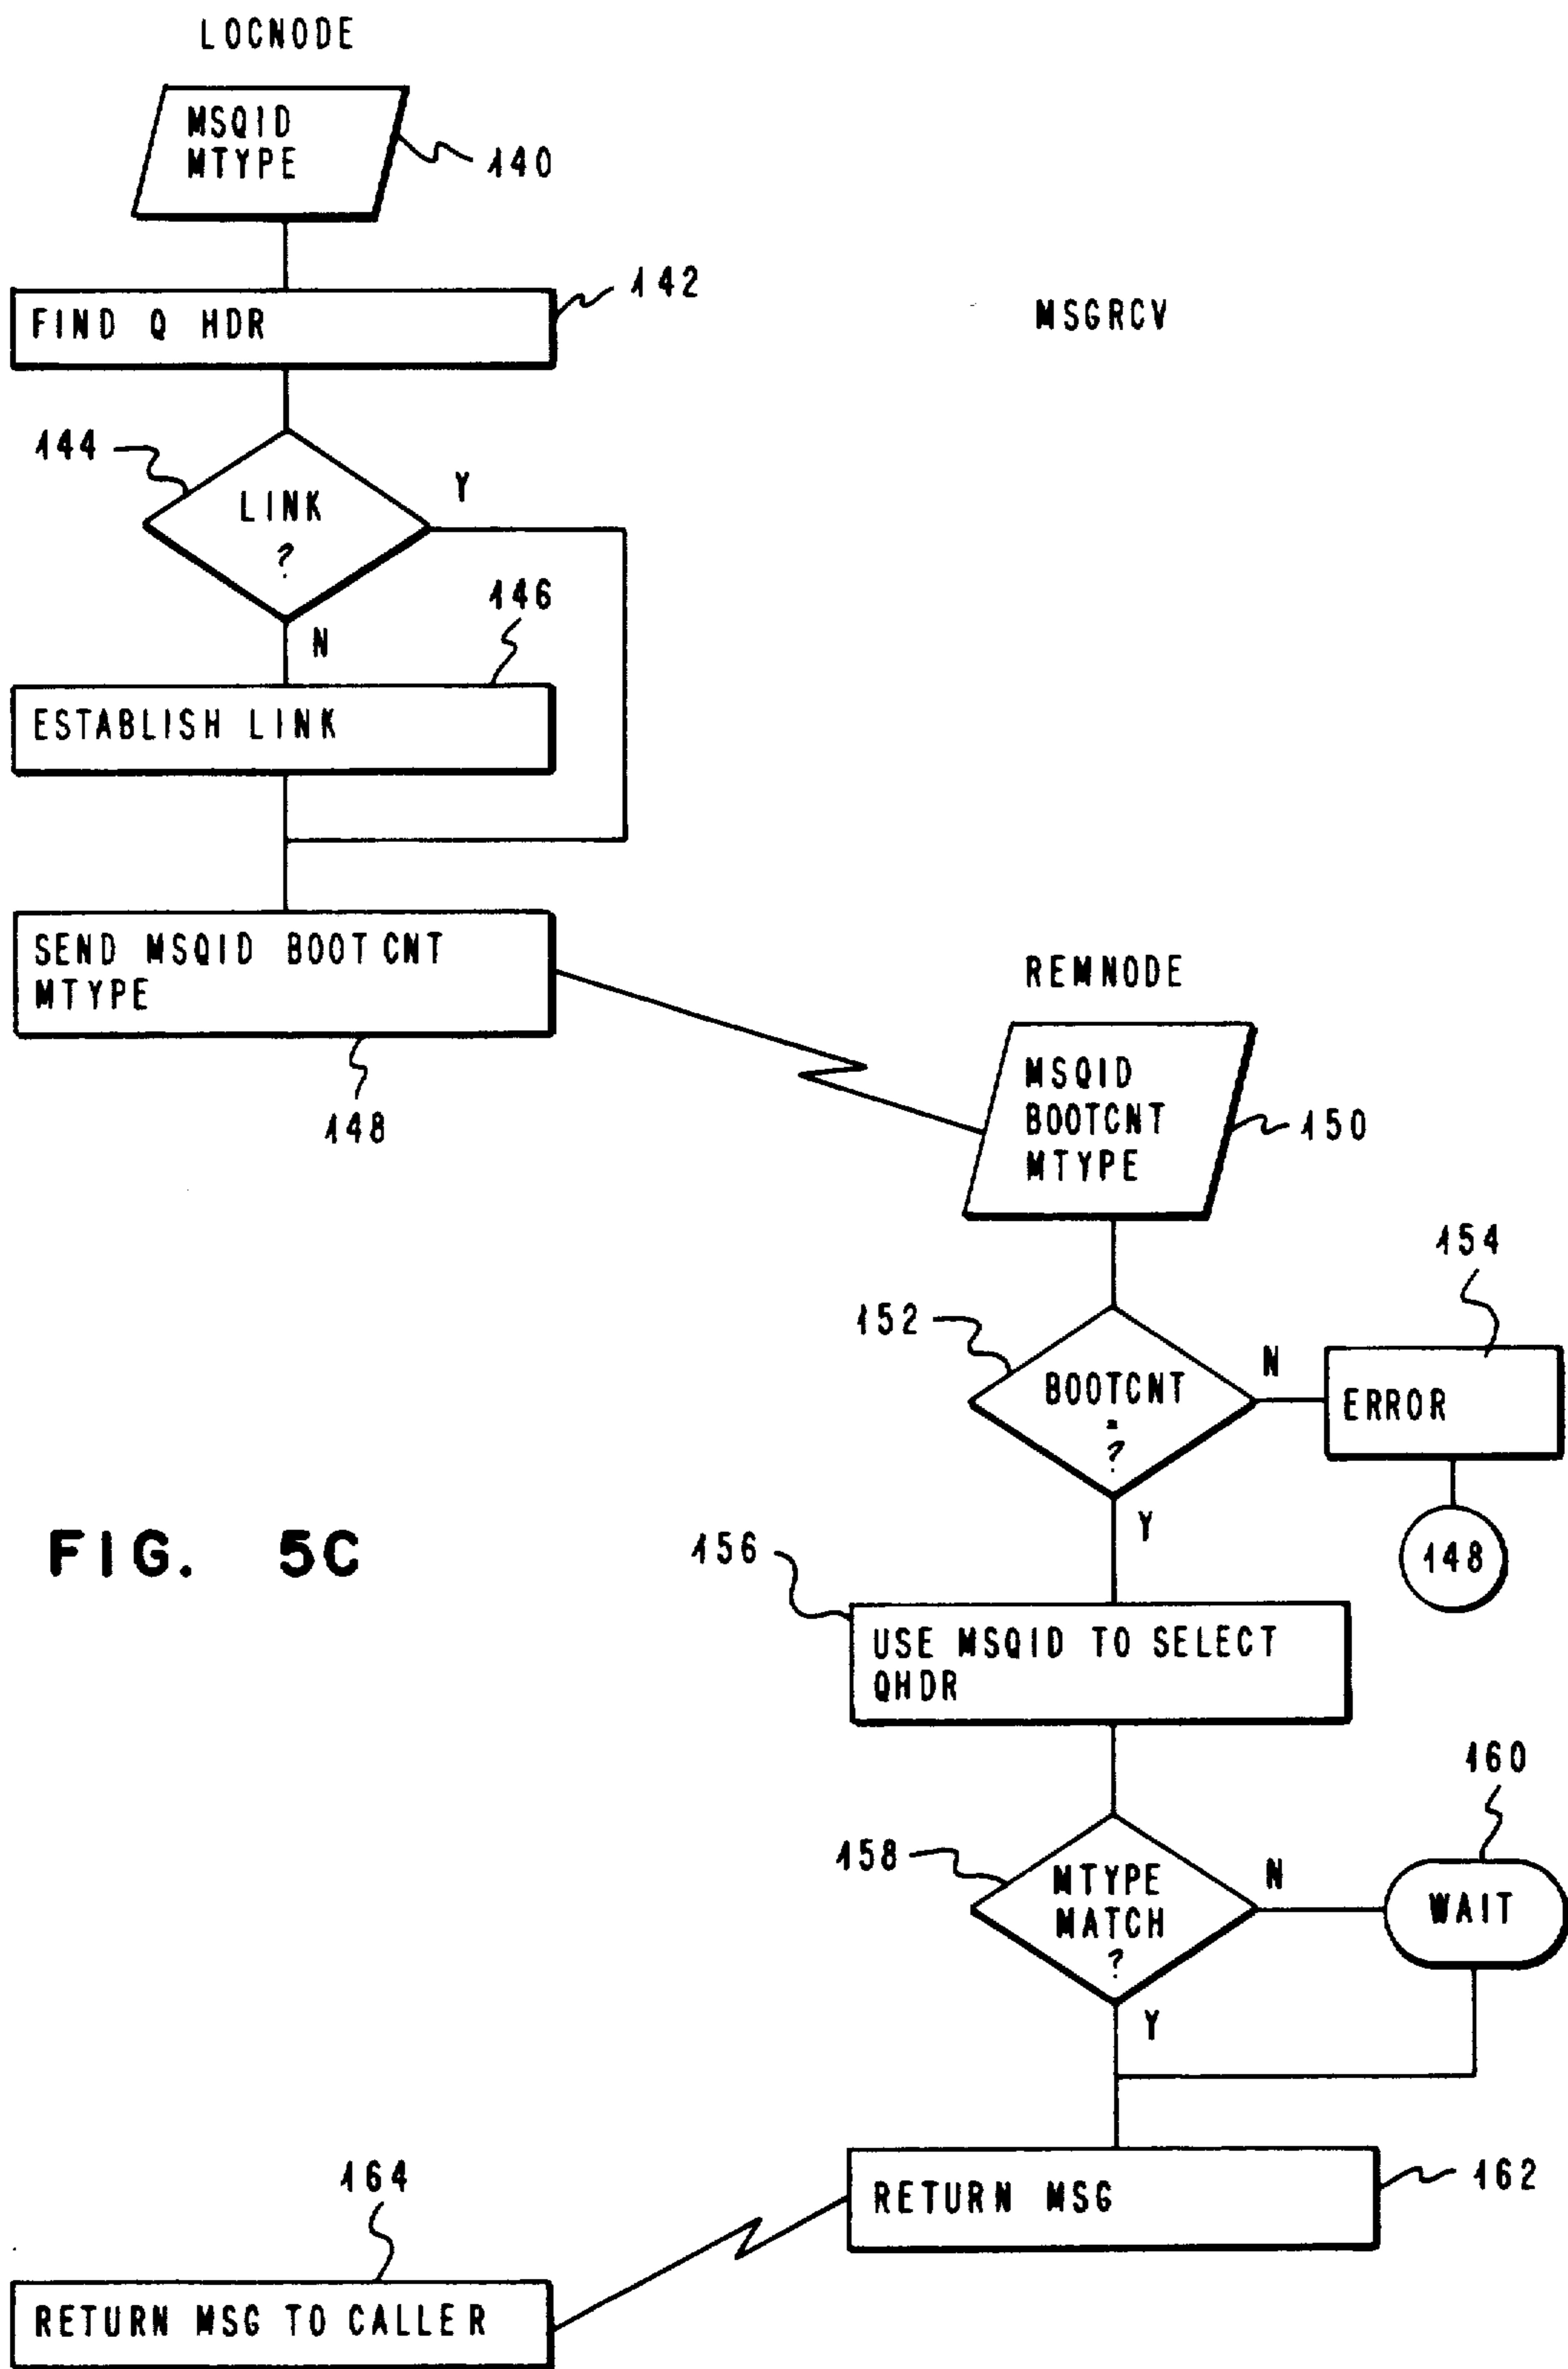 LOCNODE
MSQID
MTYPE
140
FIND Q HDR
142
MSGRCV
144
LINK
?
Y
N
146
ESTABLISH LINK
SEND MSQID BOOTCNT
MTYPE
148
REMNODE
MSQID
BOOTCNT
MTYPE
150
152
BOOTCNT
=
?
N
154
ERROR
148
Y
FIG. 5C
156
USE MSQID TO SELECT
QHDR
158
MTYPE
MATCH
?
N
160
WAIT
Y
RETURN MSG
162
164
RETURN MSG TO CALLER